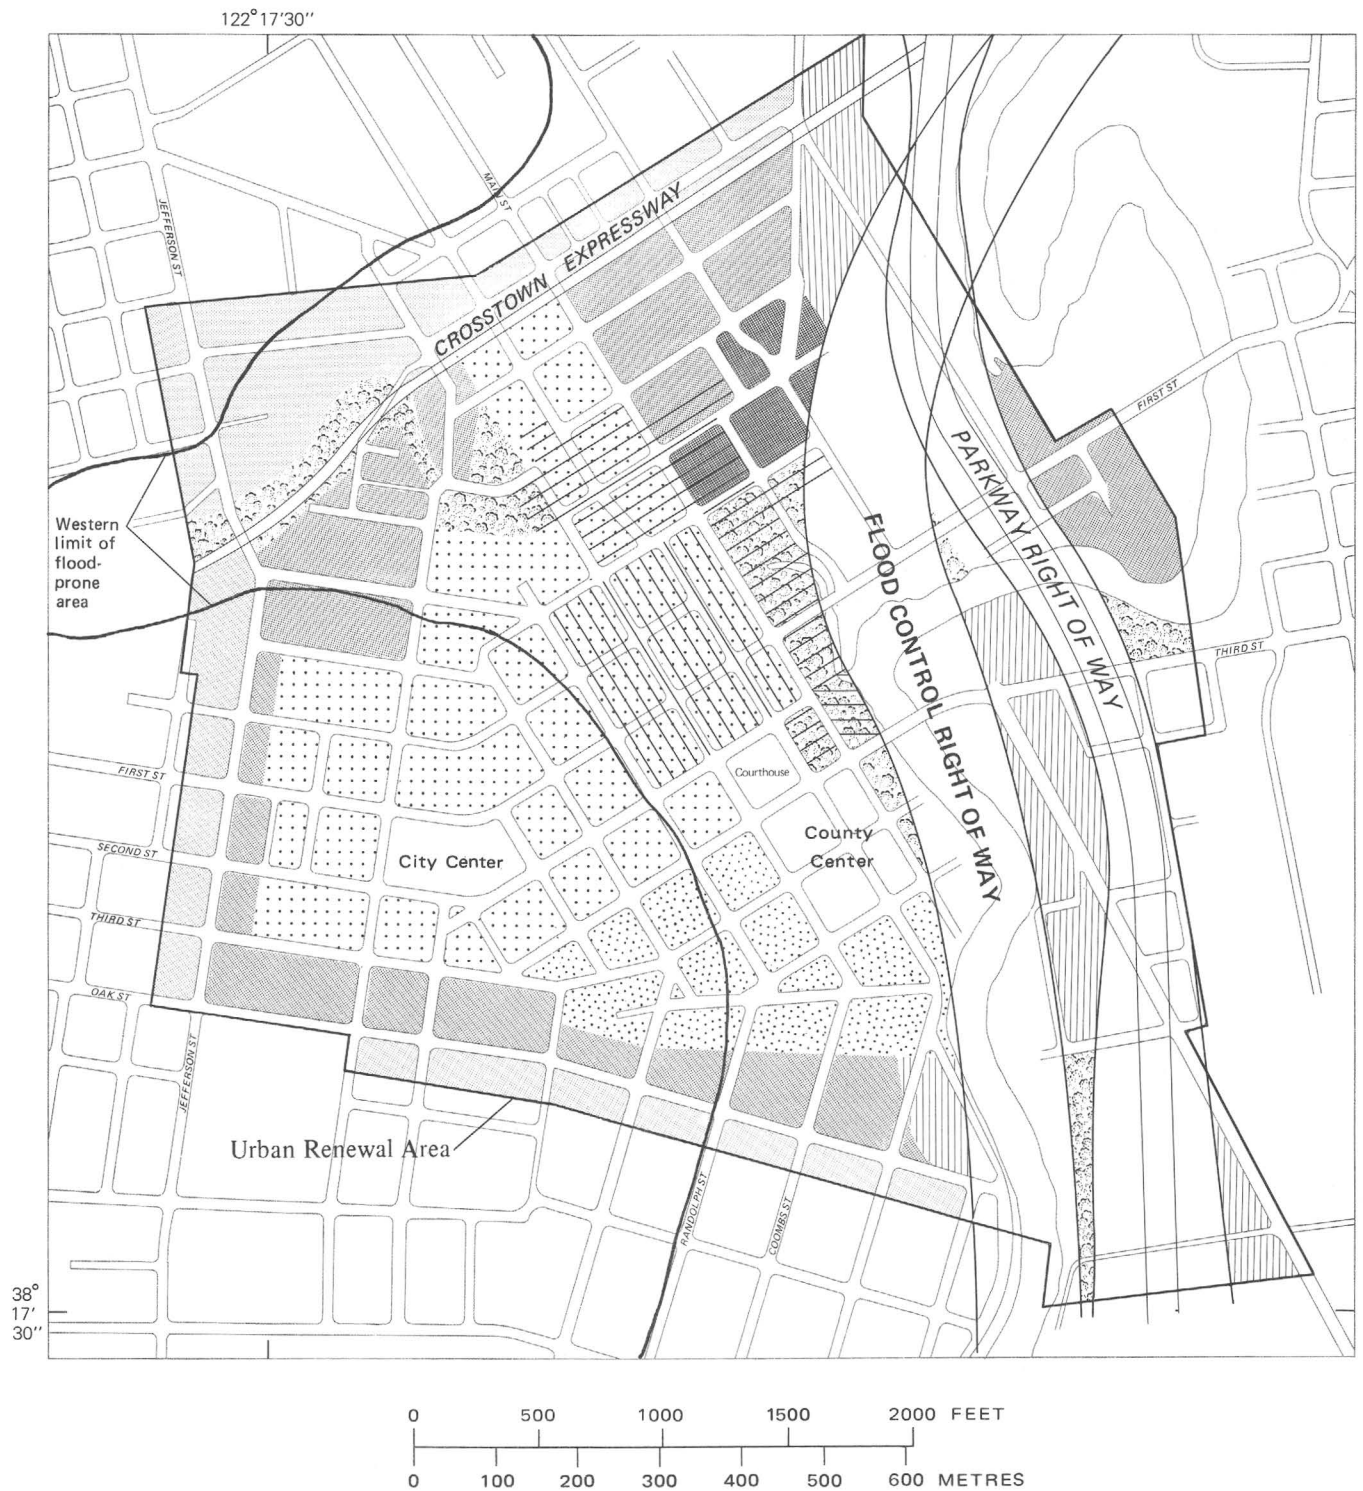 122°17'30"
MAIN ST
JEFFERSON ST
CROSSTOWN EXPRESSWAY
FIRST ST
PARKWAY RIGHT OF WAY
Western
limit of
flood-
prone
area
FLOOD CONTROL RIGHT OF WAY
THIRD ST
Courthouse
FIRST ST
County
Center
City Center
SECOND ST
THIRD ST
OAK ST
JEFFERSON ST
Urban Renewal Area
RANDOLPH ST
COOMBS ST
38°
17'
30"
0 500 1000 1500 2000 FEET
0 100 200 300 400 500 600 METRES